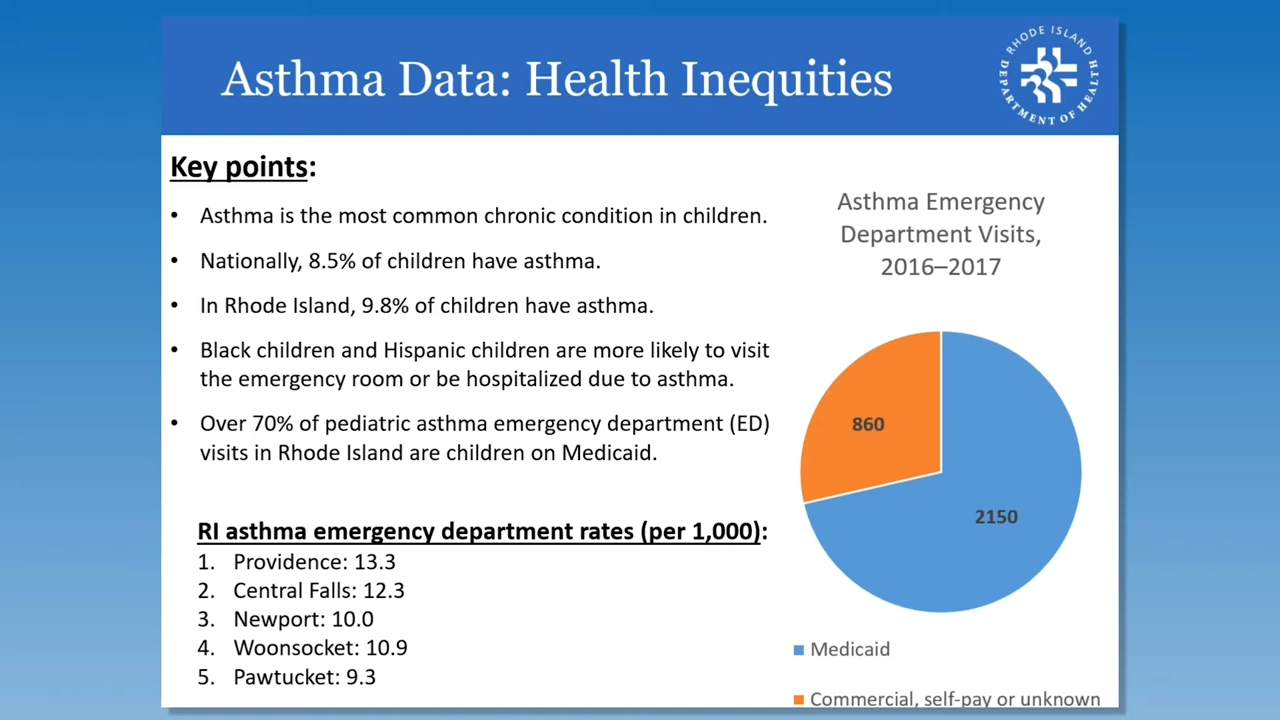 Asthma Data: Health Inequities
RHODE ISLAND
DEPARTMENT OF HEALTH
Key points:
• Asthma is the most common chronic condition in children.
• Nationally, 8.5% of children have asthma.
• In Rhode Island, 9.8% of children have asthma.
• Black children and Hispanic children are more likely to visit
the emergency room or be hospitalized due to asthma.
• Over 70% of pediatric asthma emergency department (ED)
visits in Rhode Island are children on Medicaid.
RI asthma emergency department rates (per 1,000):
1. Providence: 13.3
2. Central Falls: 12.3
3. Newport: 10.0
4. Woonsocket: 10.9
5. Pawtucket: 9.3
Asthma Emergency
Department Visits,
2016–2017
860
2150
Medicaid
Commercial, self-pay or unknown